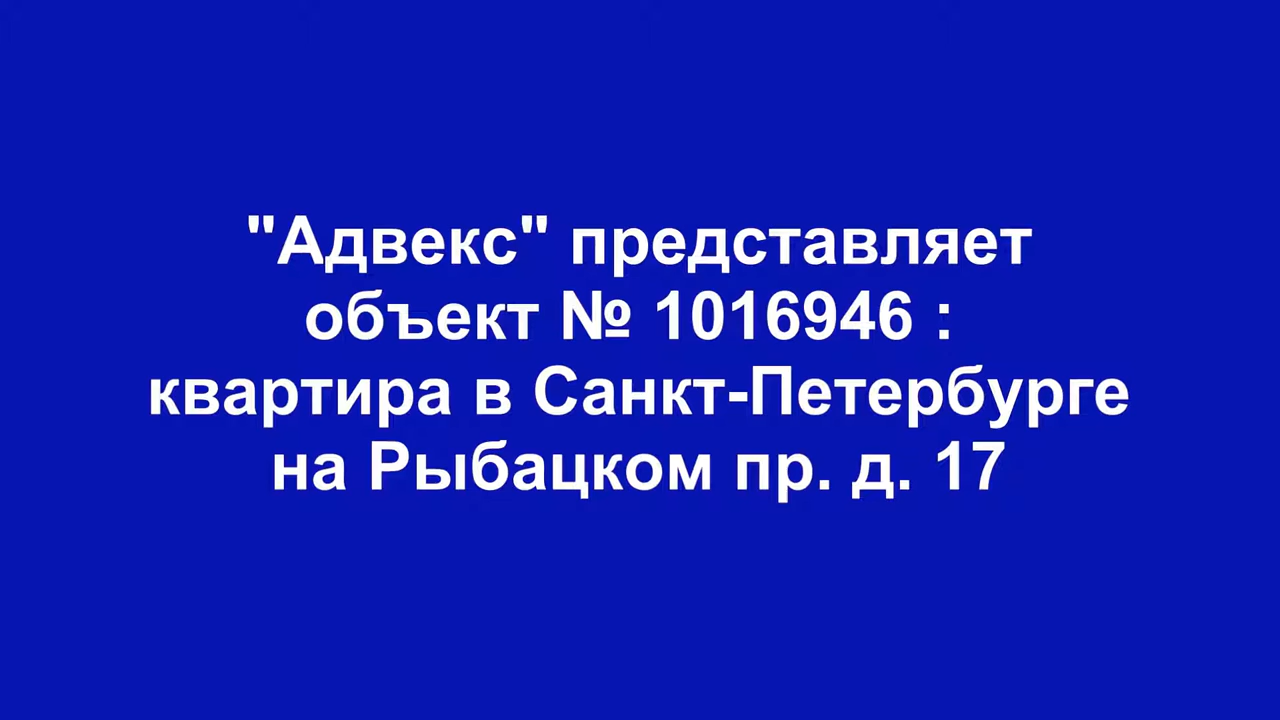 "Адвекс" представляет
объект № 1016946 :
квартира в Санкт-Петербурге
на Рыбацком пр. д. 17